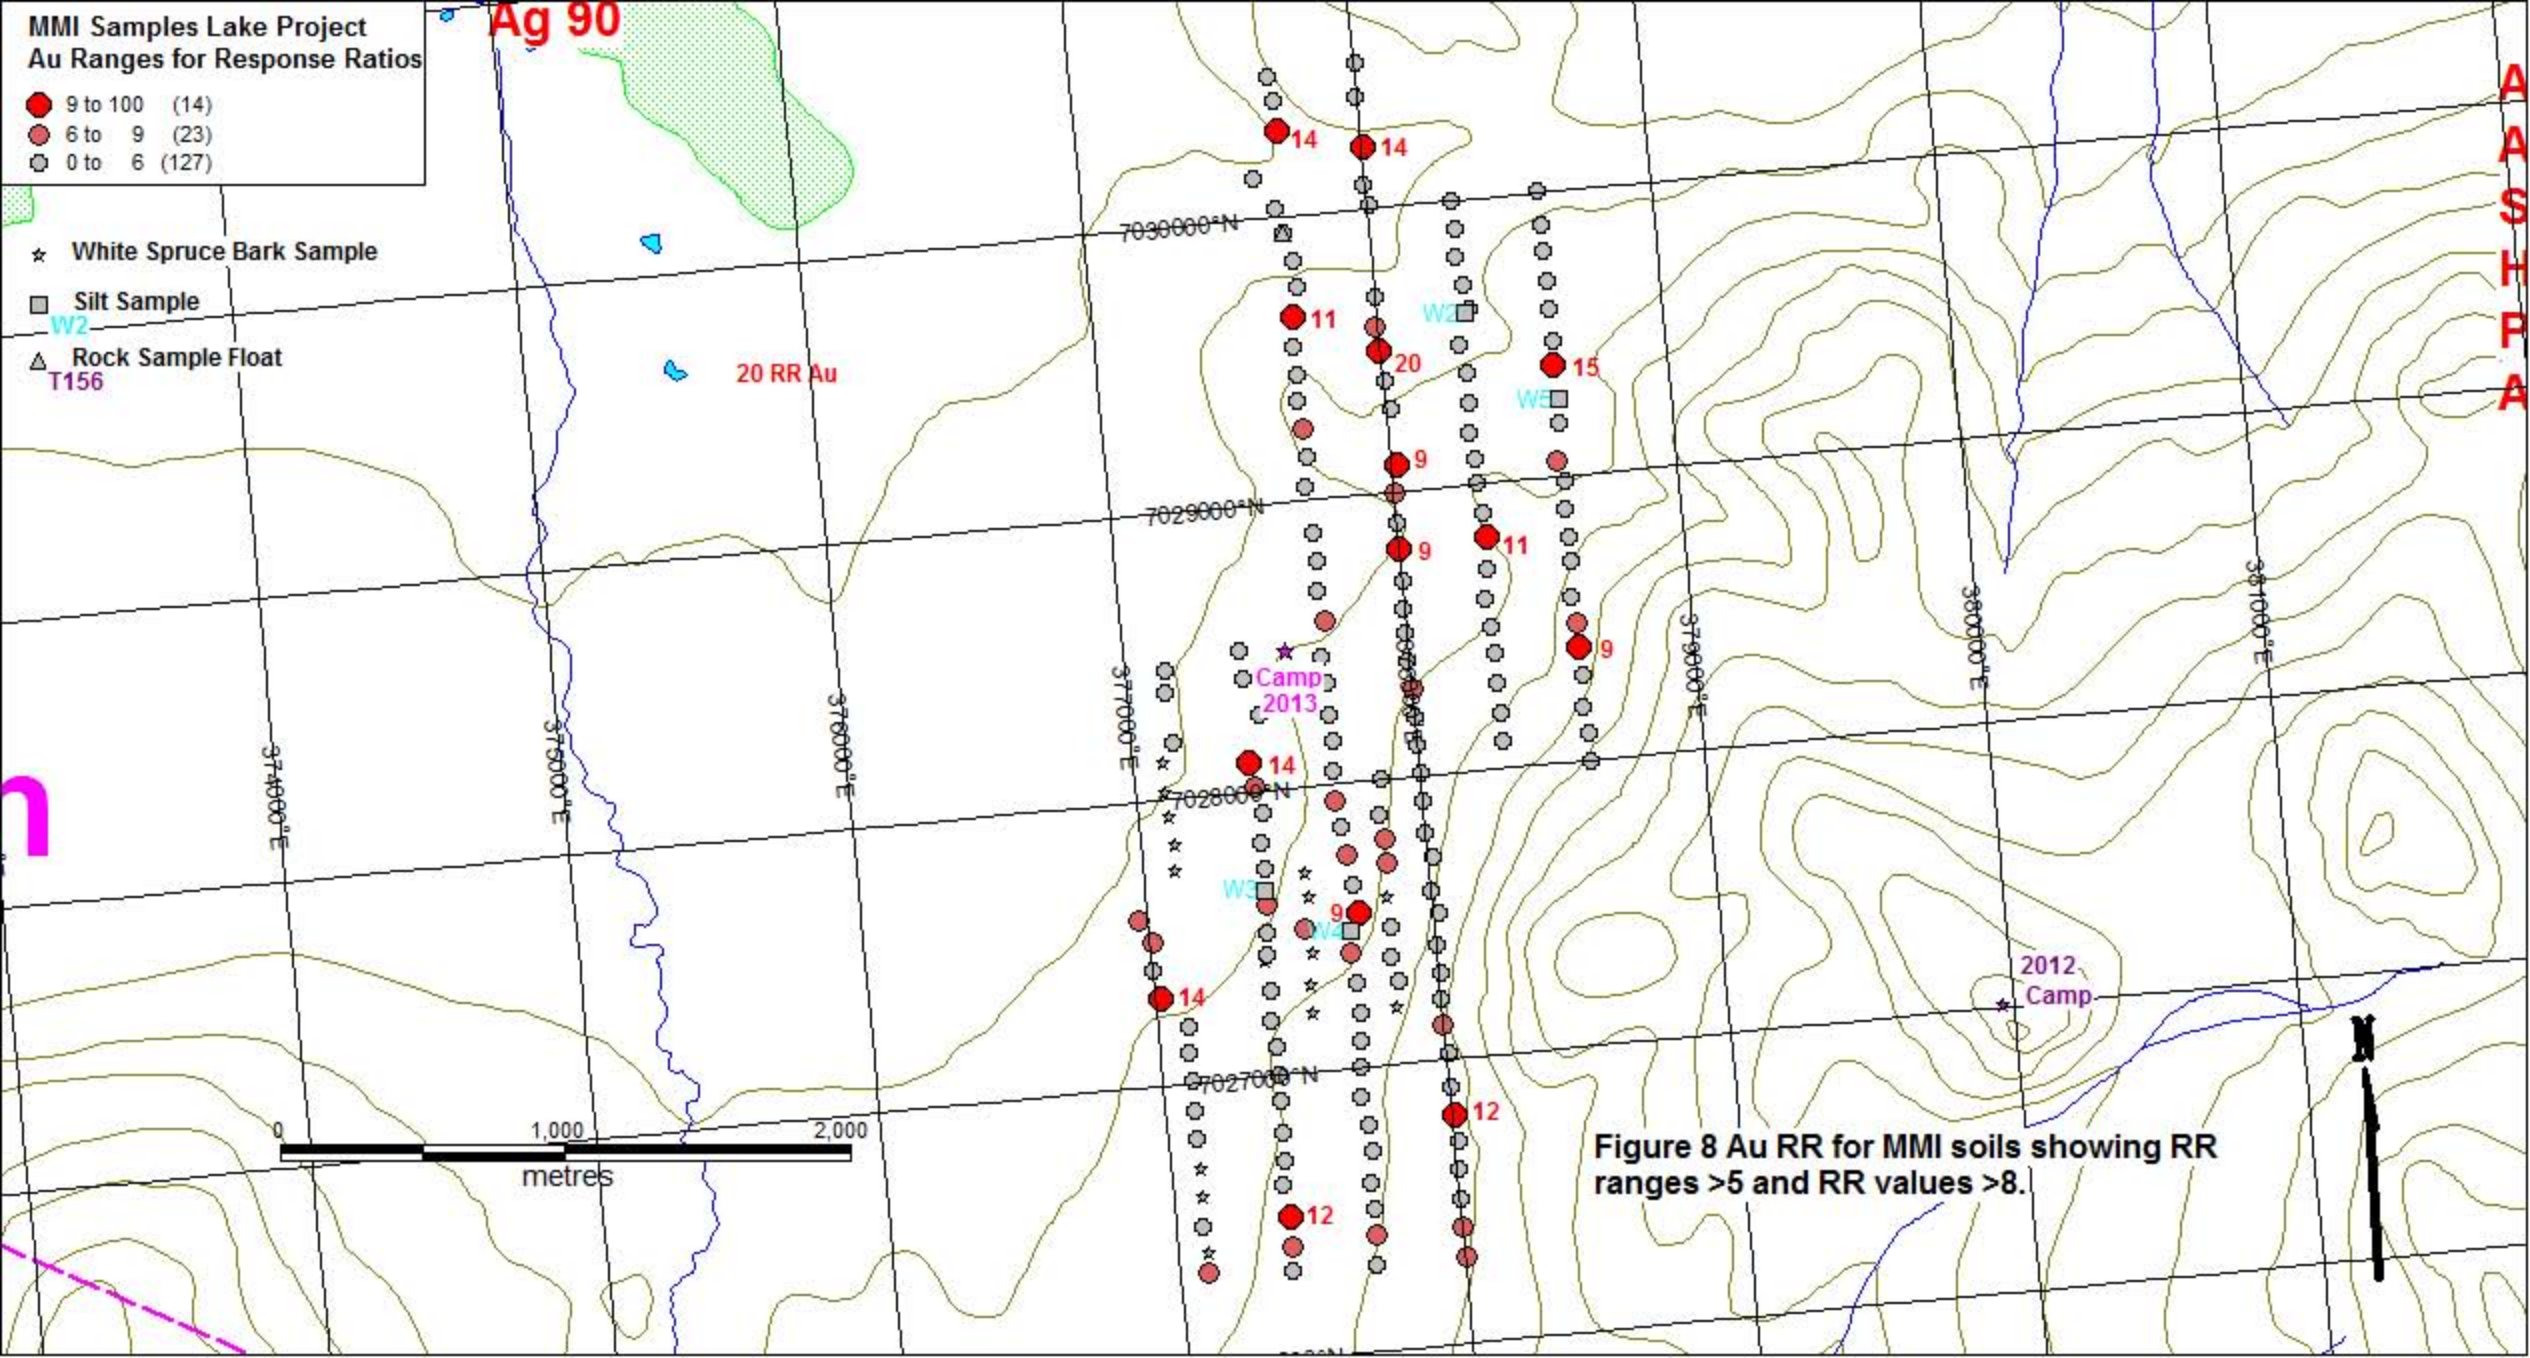 MMI Samples Lake Project
Au Ranges for Response Ratios
9 to 100 (14)
6 to 9 (23)
0 to 6 (127)
White Spruce Bark Sample
Silt Sample
W2
Rock Sample Float
T156
Ag 90
20 RR Au
A
A
S
H
P
A
14
14
7030000°N
11
W2
20
15
W5
9
7029000°N
9
11
9
Camp
2013
374000°E
375000°E
376000°E
377000°E
379000°E
380000°E
381000°E
n
14
7028000°N
W3
9
W4
14
2012
Camp
N
7027000°N
12
12
0 1,000 2,000
metres
Figure 8 Au RR for MMI soils showing RR
ranges >5 and RR values >8.